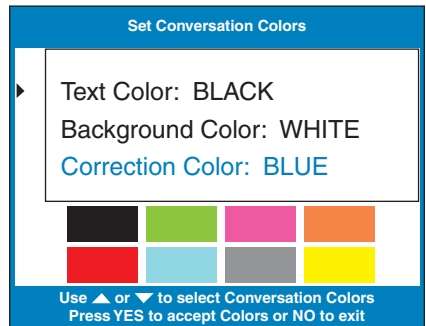 Set Conversation Colors
Text Color: BLACK
Background Color: WHITE
Correction Color: BLUE
Use ▲ or ▼ to select Conversation Colors
Press YES to accept Colors or NO to exit